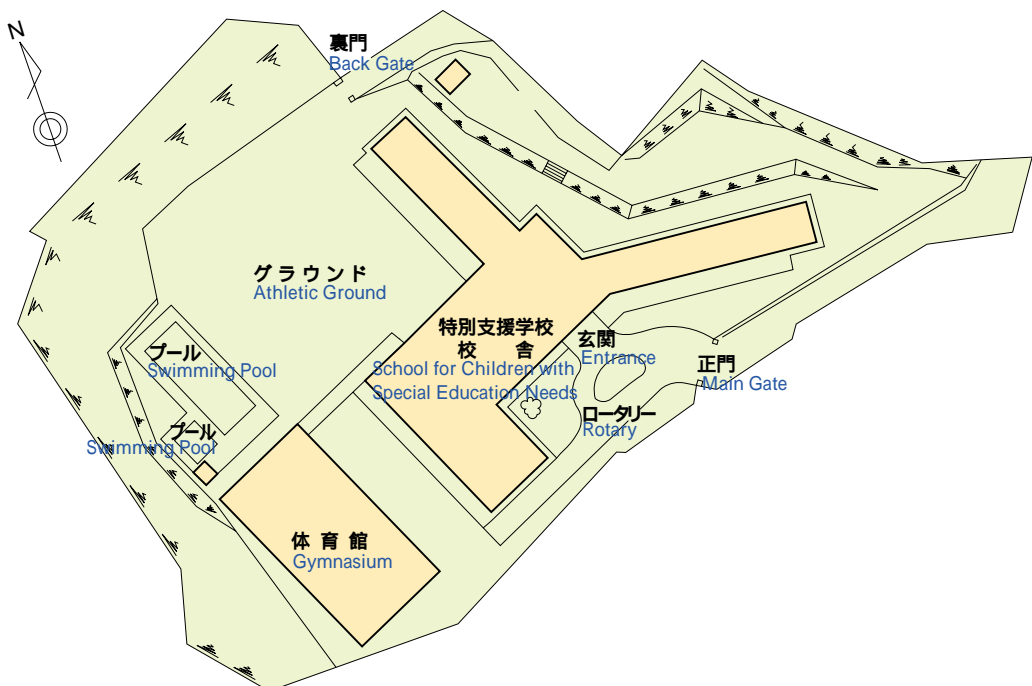 N
裏門
Back Gate
グラウンド
Athletic Ground
特別支援学校
校 舎
School for Children with
Special Education Needs
玄関
Entrance
正門
Main Gate
ロータリー
Rotary
プール
Swimming Pool
プール
Swimming Pool
体育館
Gymnasium